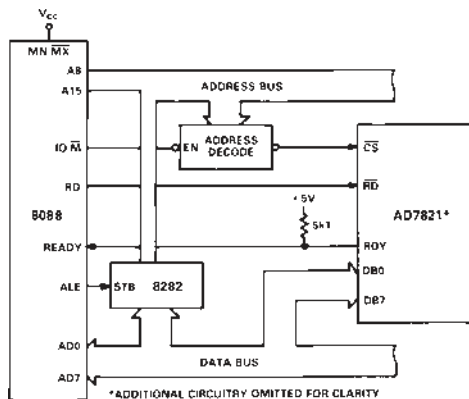 Vcc
MN MX
A8
A15
ADDRESS BUS
IO M
EN
ADDRESS DECODE
CS
RD
RD
+5V
5kΩ
AD7821*
8088
READY
RDY
ALE
STB 8282
DB0
DB7
AD0
DATA BUS
AD7
*ADDITIONAL CIRCUITRY OMITTED FOR CLARITY